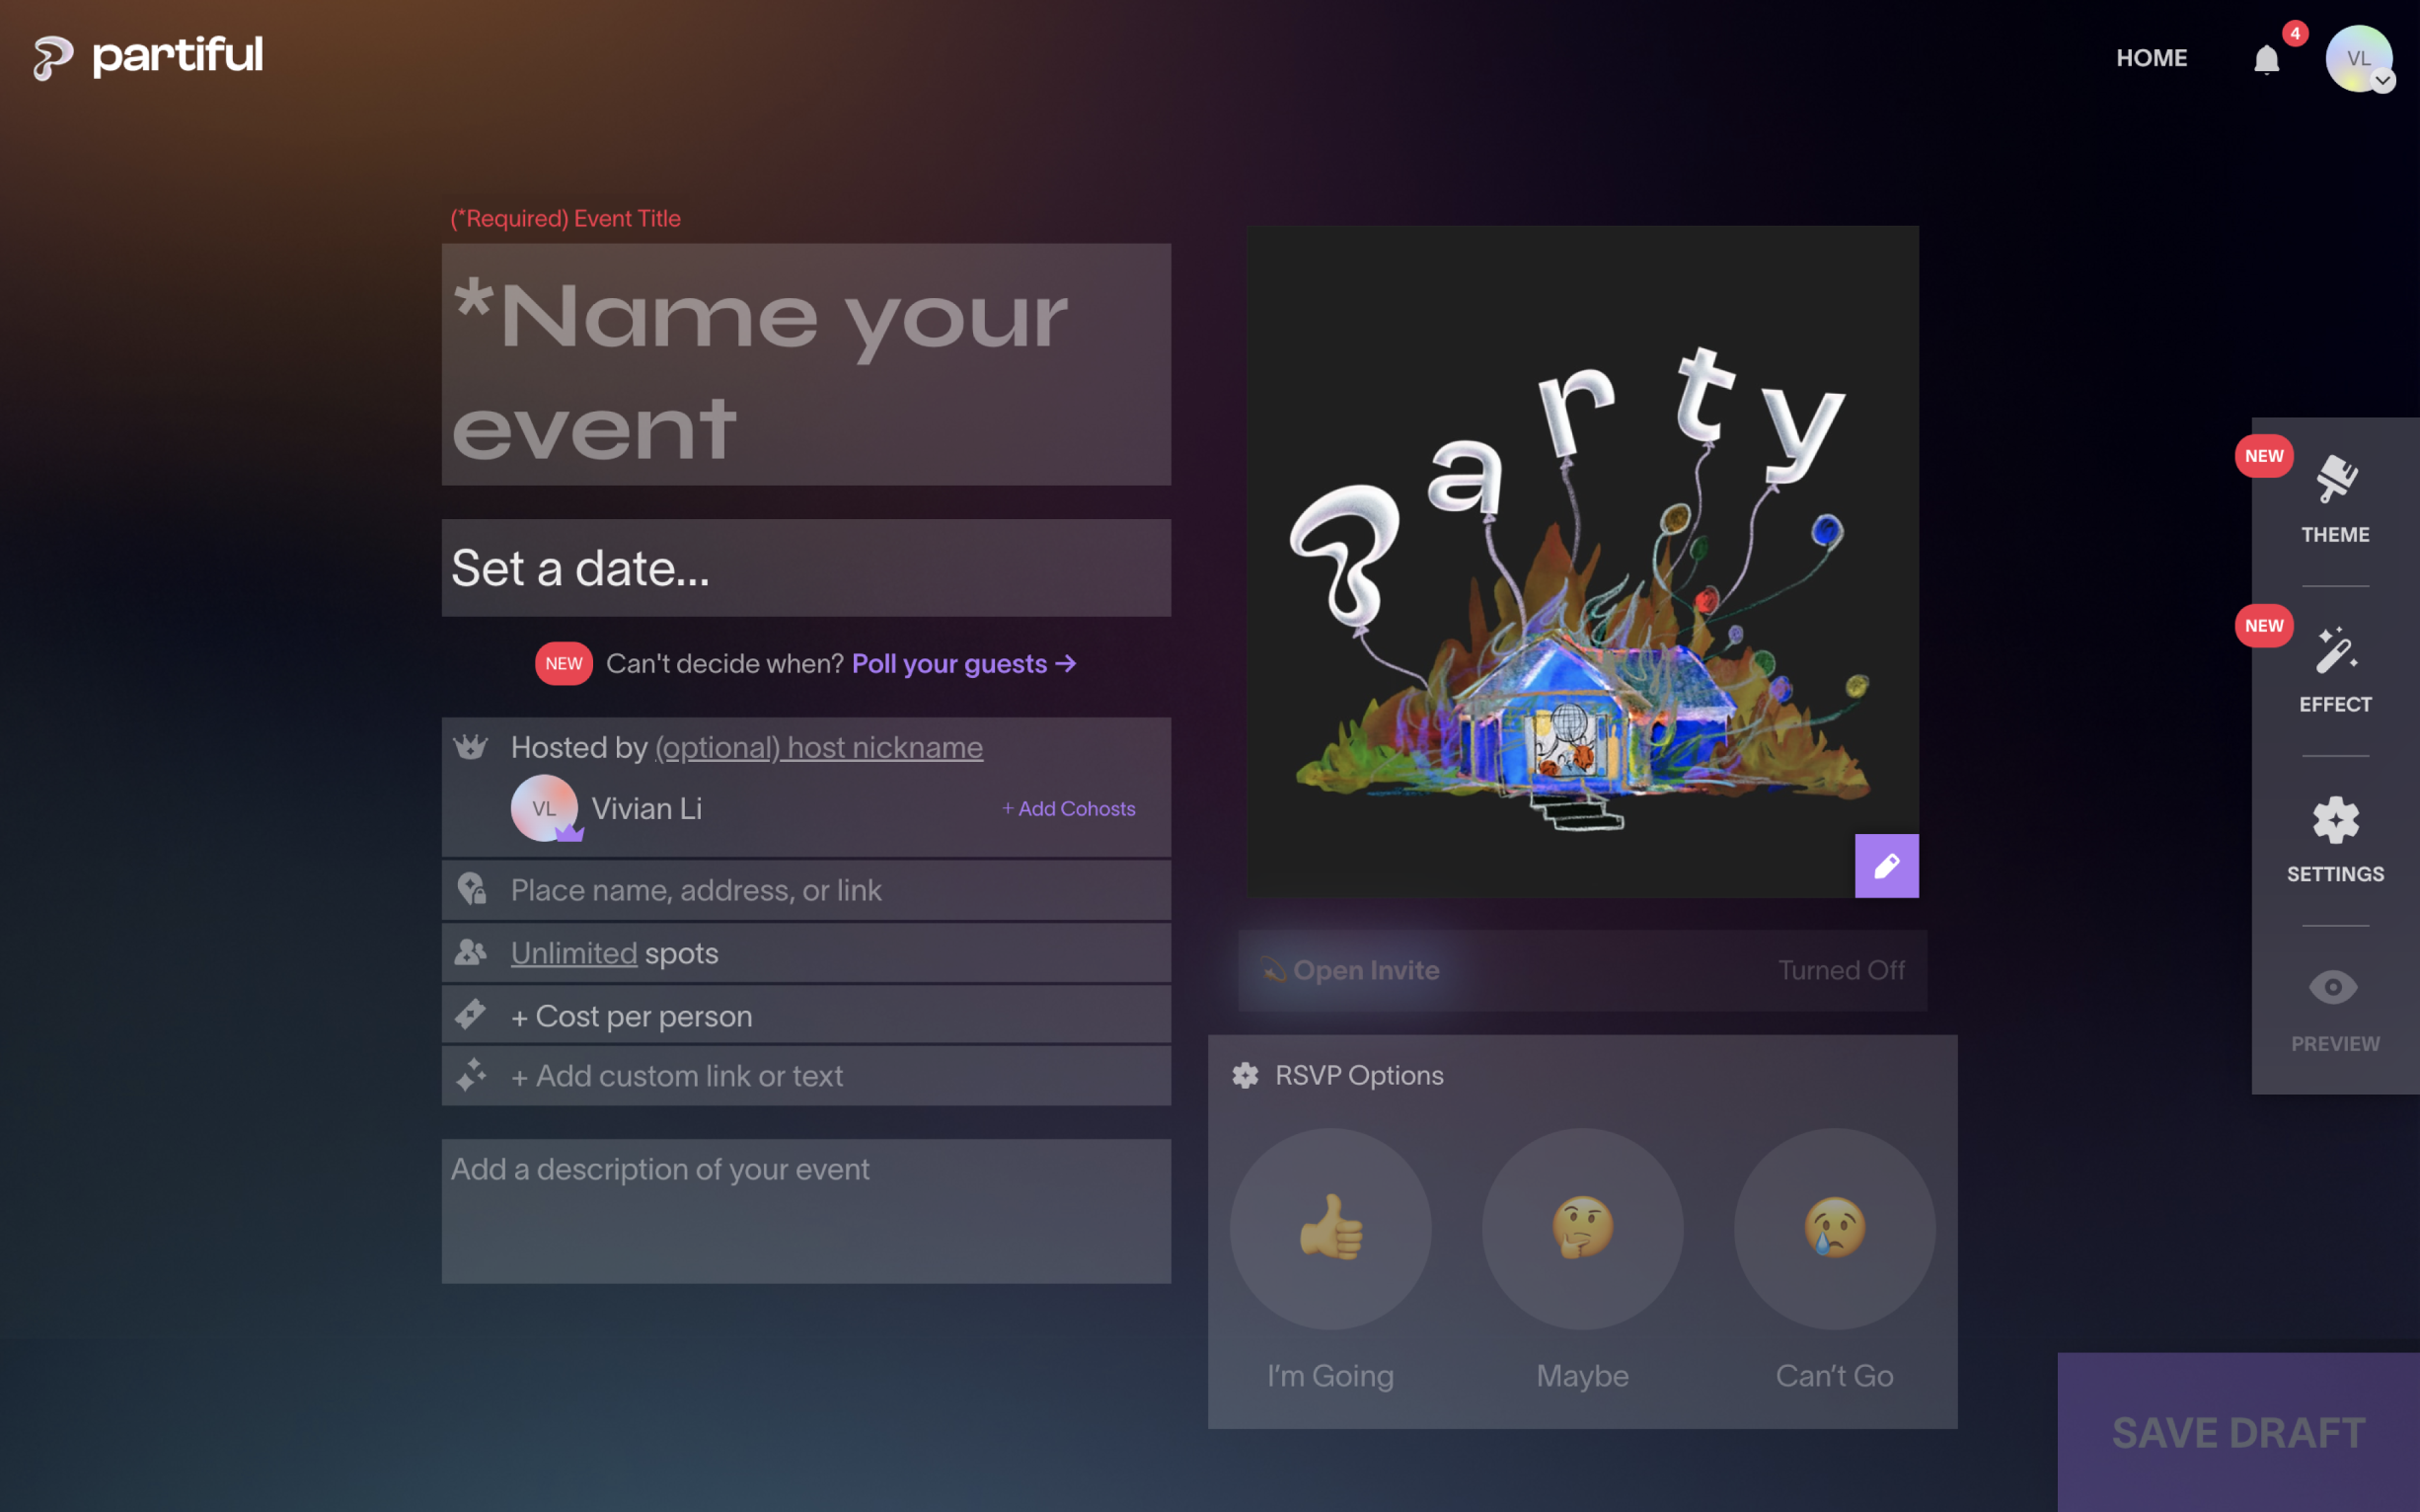 partiful
HOME
4
VL
(*Required) Event Title
*Name your
event
Set a date...
NEW Can't decide when? Poll your guests →
Hosted by (optional) host nickname
VL Vivian Li + Add Cohosts
Place name, address, or link
Unlimited spots
+ Cost per person
+ Add custom link or text
Add a description of your event
Party
💫 Open Invite Turned Off
RSVP Options
👍 🤔 😢
I'm Going Maybe Can't Go
NEW
THEME
NEW
EFFECT
SETTINGS
PREVIEW
SAVE DRAFT